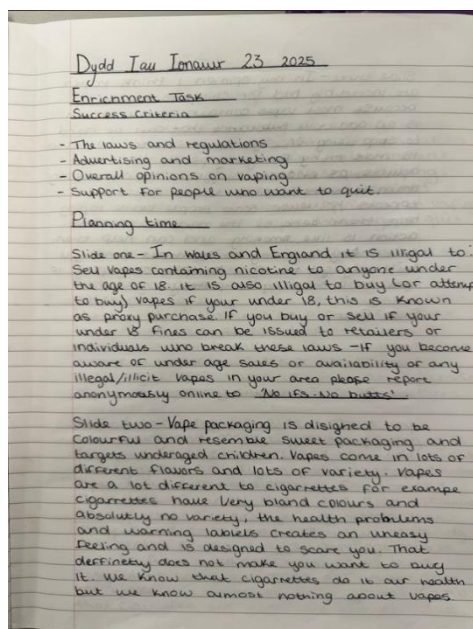 Dydd Iau Ionawr 23 2025
Enrichment Task
Success Criteria
- The laws and regulations
- Advertising and marketing
- Overall opinions on vaping
- Support for people who want to quit
Planning time
Slide one - In Wales and England it is illigal to:
Sell vapes containing nicotine to anyone under
the age of 18. it is also illigal to buy (or attemp
to buy) vapes if your under 18, this is known
as proxy purchase. If you buy or sell if your
under 18 fines can be issued to retailers or
individuals who break these laws - If you become
aware of under age sales or availability of any
illegal/illicit vapes in your area please report
anonymously online to 'No ifs. No butts'
Slide two - Vape packaging is disigned to be
colourful and resemble sweet packaging and
targets underaged children. Vapes come in lots of
different flavors and lots of variety. Vapes
are a lot different to cigarrettes for exampe
cigarrettes have very bland colours and
absolutly no variety, the health problums
and warning labiels creates an uneasy
feeling and is designed to scare you. That
deffinetly does not make you want to buy
it. We know that cigarrettes do it our health
but we know almost nothing about vapes.